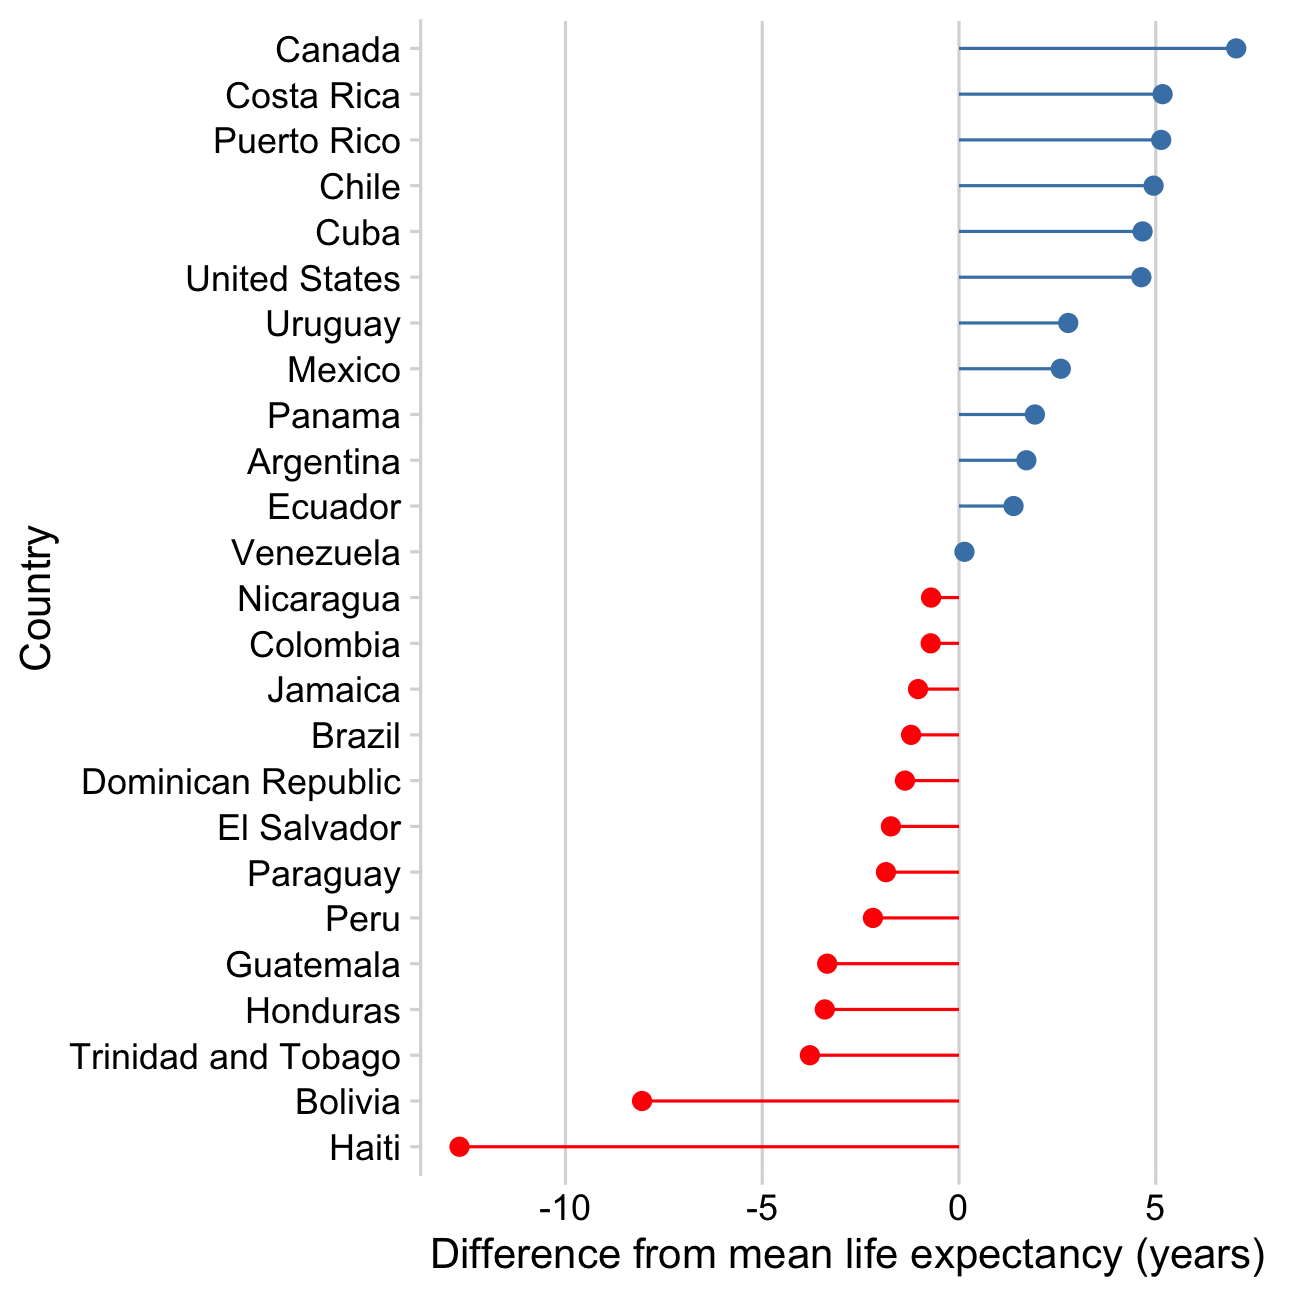 Canada
Costa Rica
Puerto Rico
Chile
Cuba
United States
Uruguay
Mexico
Panama
Argentina
Ecuador
Venezuela
Nicaragua
Colombia
Jamaica
Brazil
Dominican Republic
El Salvador
Paraguay
Peru
Guatemala
Honduras
Trinidad and Tobago
Bolivia
Haiti
Country
-10 -5 0 5
Difference from mean life expectancy (years)